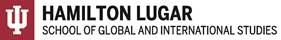 HAMILTON LUGAR
SCHOOL OF GLOBAL AND INTERNATIONAL STUDIES